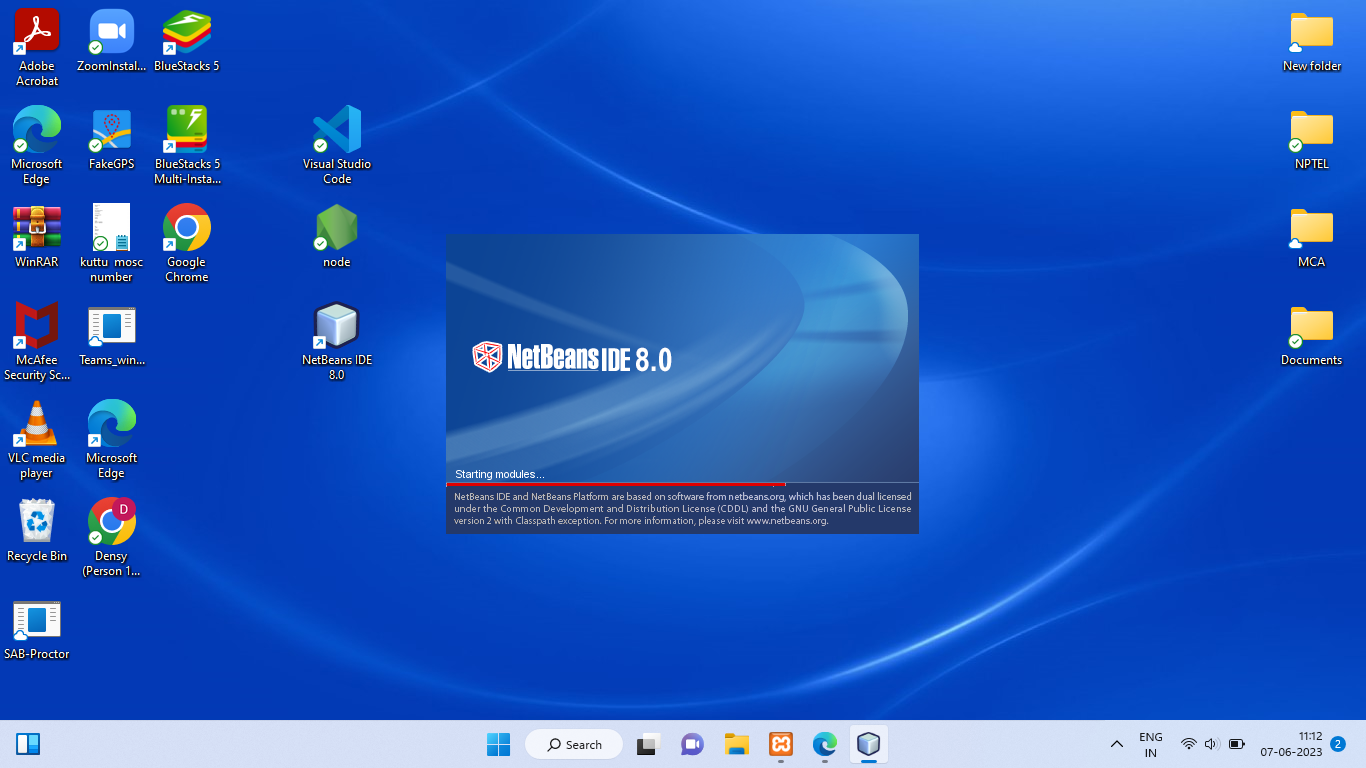 Adobe
Acrobat
ZoomInstal...
BlueStacks 5
New folder
Microsoft
Edge
FakeGPS
BlueStacks 5
Multi-Insta...
Visual Studio
Code
NPTEL
WinRAR
kuttu_mosc
number
Google
Chrome
node
MCA
McAfee
Security Sc...
Teams_win...
NetBeans IDE
8.0
Documents
NetBeans IDE 8.0
Starting modules...
NetBeans IDE and NetBeans Platform are based on software from netbeans.org, which has been dual licensed
under the Common Development and Distribution License (CDDL) and the GNU General Public License
version 2 with Classpath exception. For more information, please visit www.netbeans.org.
VLC media
player
Microsoft
Edge
Recycle Bin
D
Densy
(Person 1...
SAB-Proctor
Search
ENG
IN
11:12
07-06-2023
2